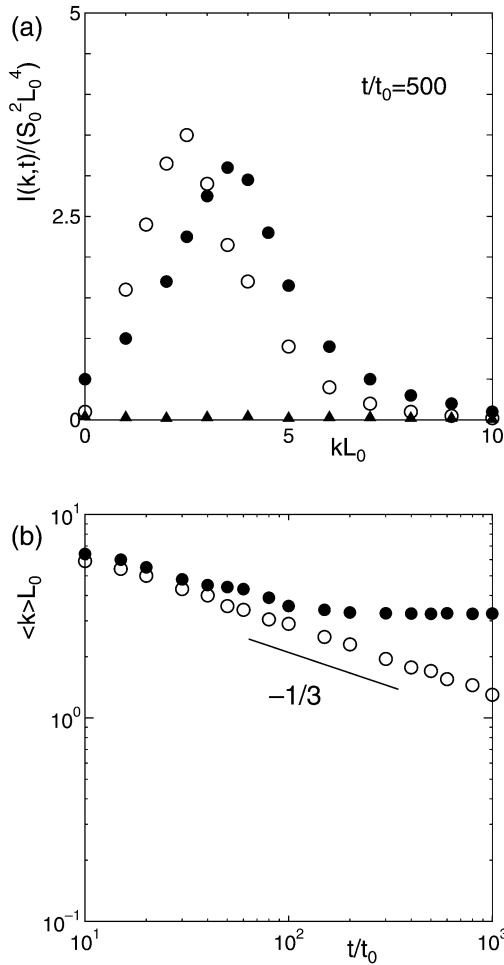 (a)
5
t/t₀=500
I(k,t)/(S₀²L₀⁴)
2.5
0
0 5 10
kL₀
(b)
10¹
<k>L₀
−1/3
10⁰
10⁻¹
10¹ 10² 10³
t/t₀